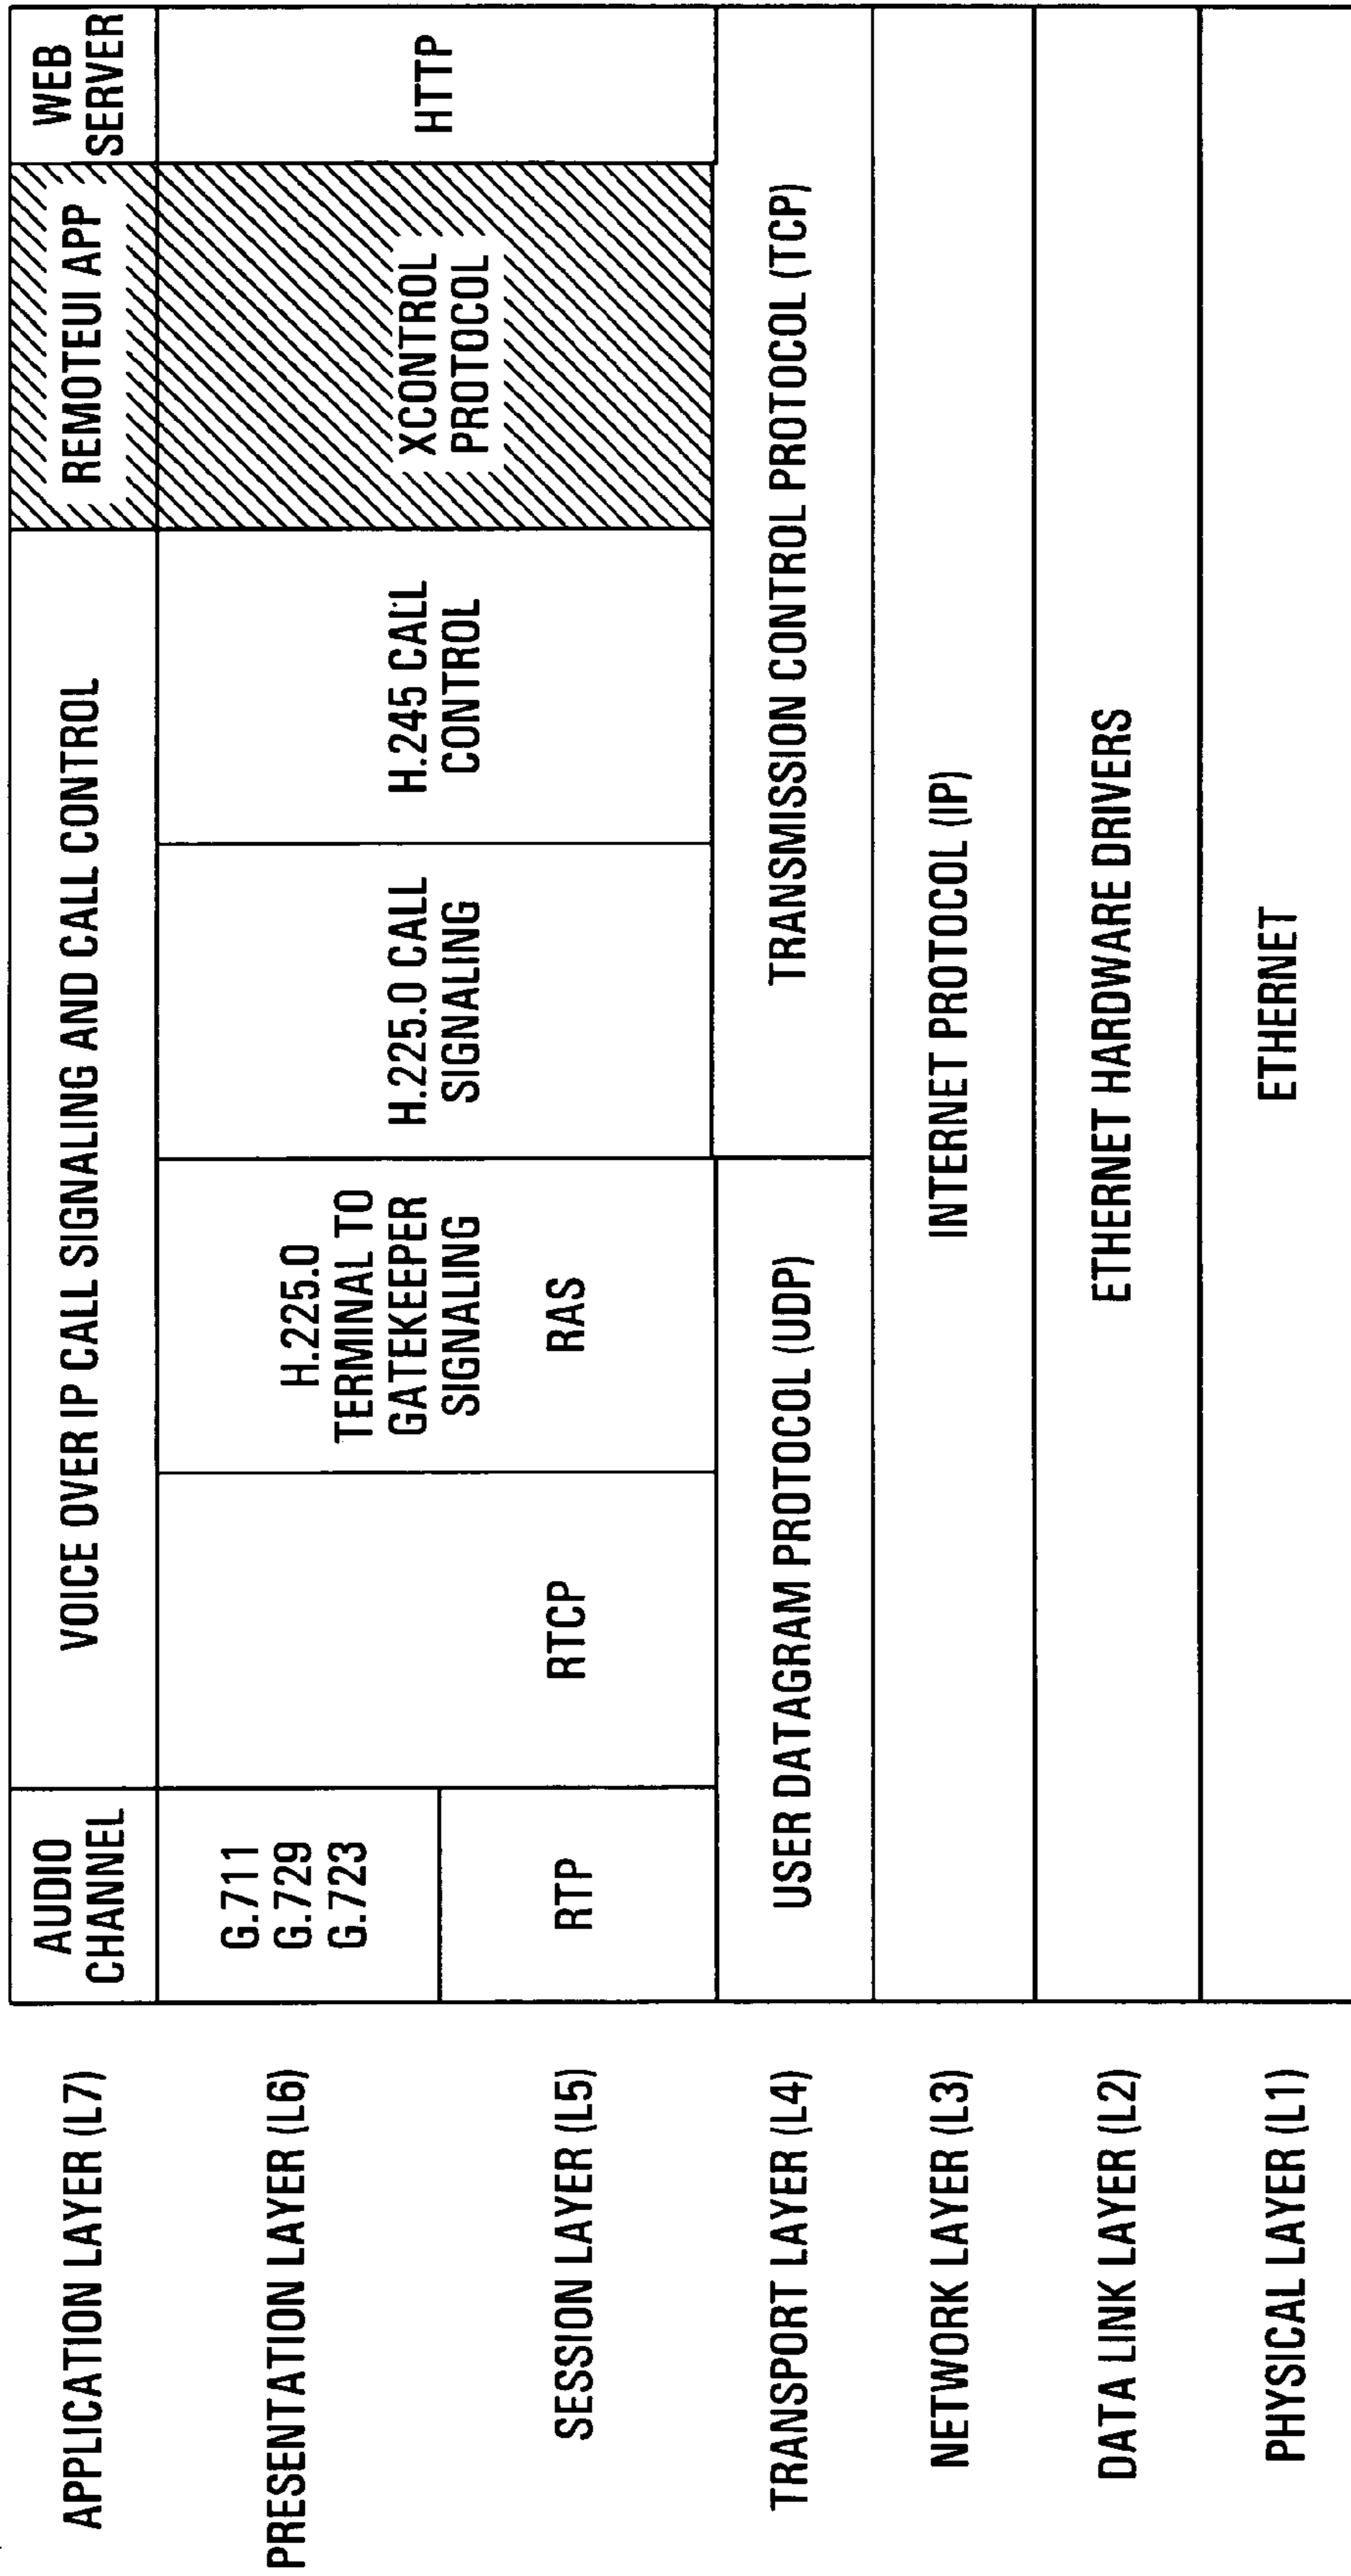 APPLICATION LAYER (L7)
AUDIO
CHANNEL
VOICE OVER IP CALL SIGNALING AND CALL CONTROL
REMOTEUI APP
WEB
SERVER
PRESENTATION LAYER (L6)
G.711
G.729
G.723
H.225.0
TERMINAL TO
GATEKEEPER
SIGNALING
H.225.0 CALL
SIGNALING
H.245 CALL
CONTROL
XCONTROL
PROTOCOL
HTTP
SESSION LAYER (L5)
RTP
RTCP
RAS
TRANSPORT LAYER (L4)
USER DATAGRAM PROTOCOL (UDP)
TRANSMISSION CONTROL PROTOCOL (TCP)
NETWORK LAYER (L3)
INTERNET PROTOCOL (IP)
DATA LINK LAYER (L2)
ETHERNET HARDWARE DRIVERS
PHYSICAL LAYER (L1)
ETHERNET